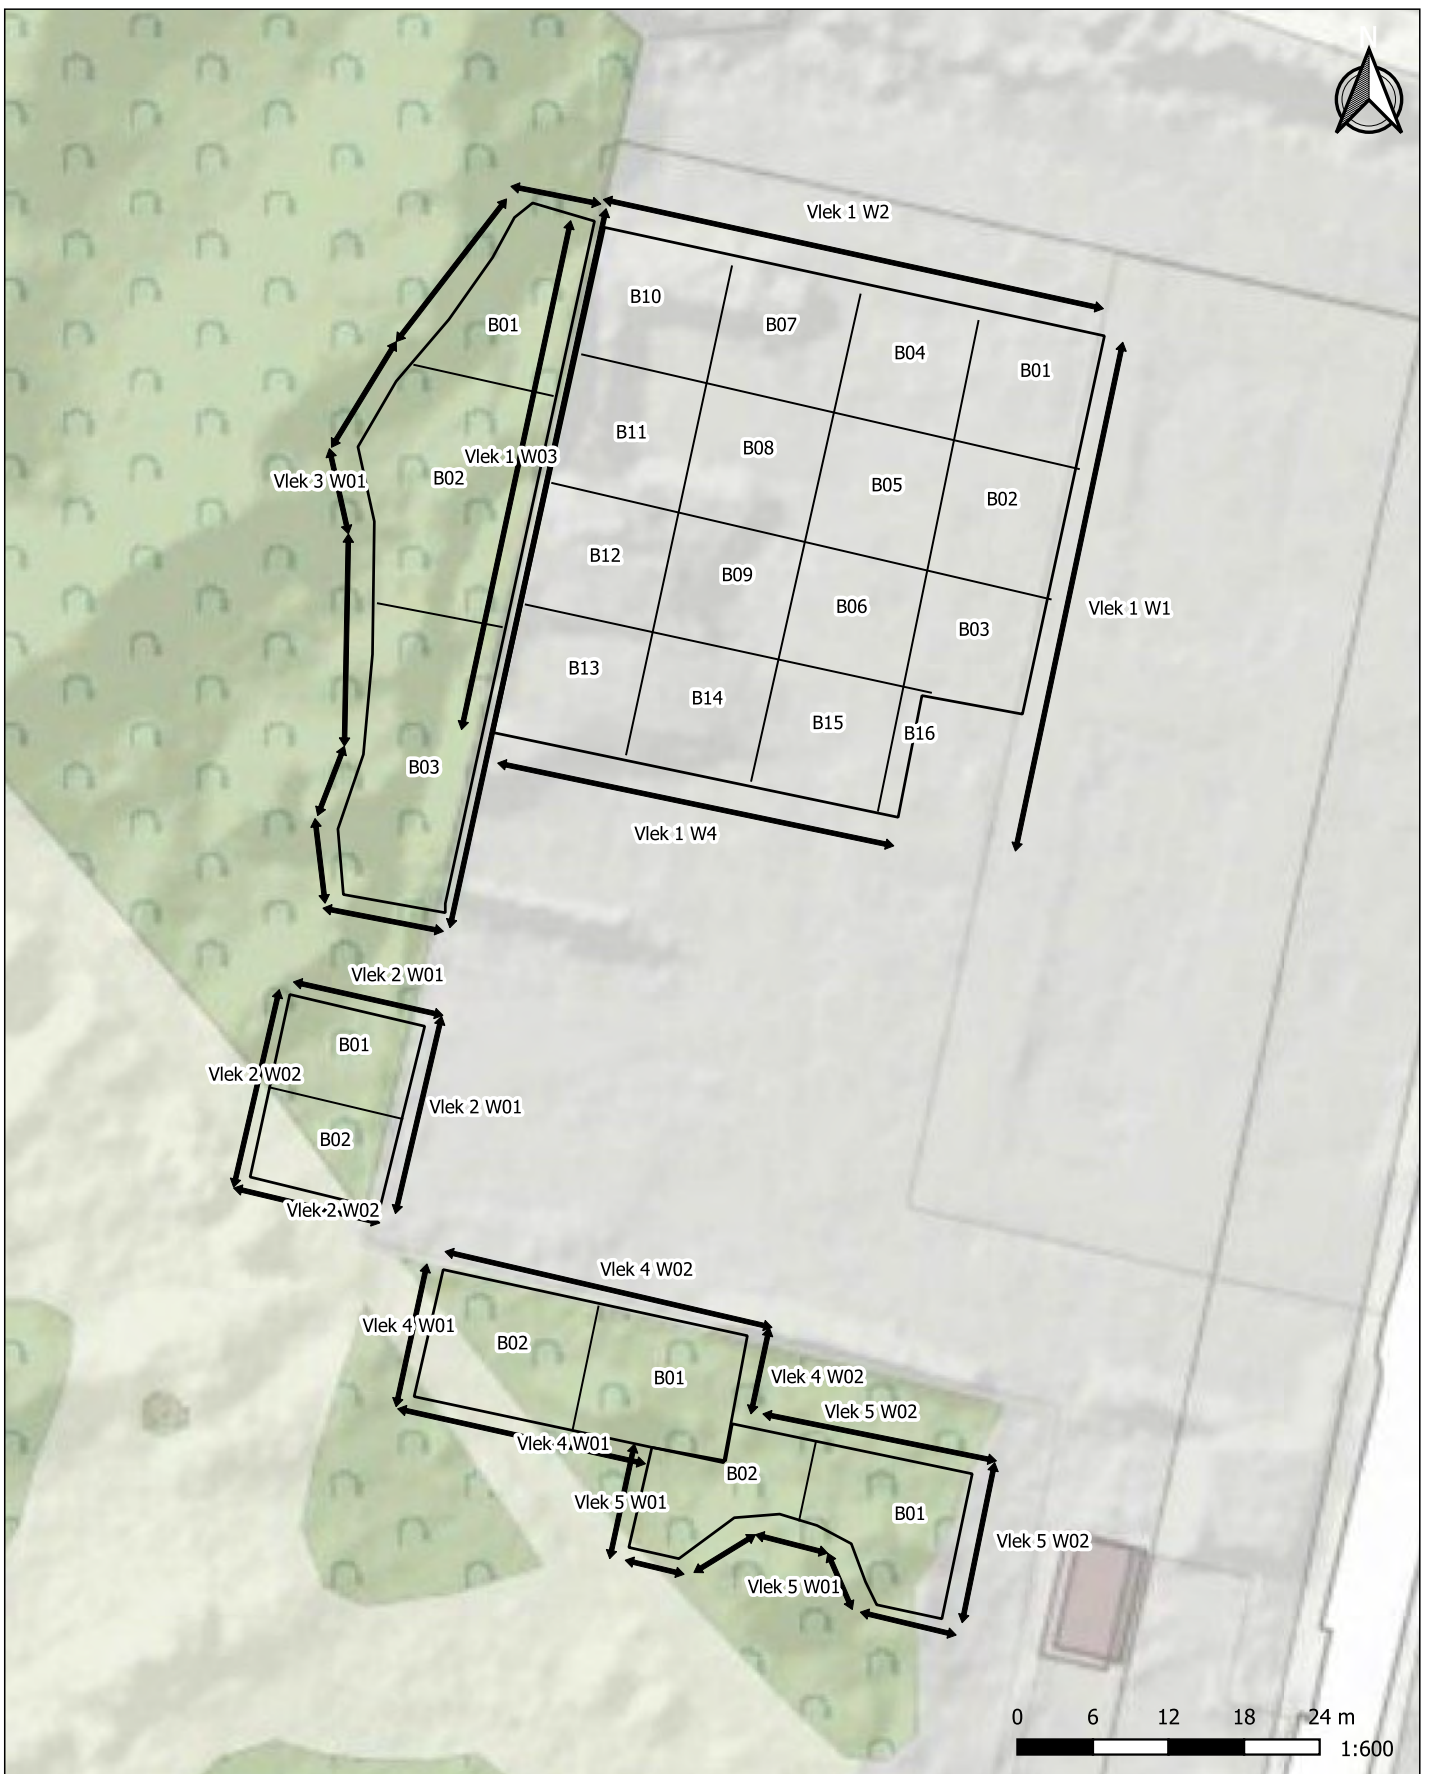 N
Vlek 1 W2
B10
B07
B01
B04
B01
B11
B08
Vlek 1 W03
Vlek 3 W01
B02
B05
B02
B12
B09
B06
Vlek 1 W1
B03
B13
B14
B15
B16
B03
Vlek 1 W4
Vlek 2 W01
B01
Vlek 2 W02
Vlek 2 W01
B02
Vlek 2 W02
Vlek 4 W02
Vlek 4 W01
B02
B01
Vlek 4 W02
Vlek 5 W02
Vlek 4 W01
B02
Vlek 5 W01
B01
Vlek 5 W02
Vlek 5 W01
0 6 12 18 24 m
1:600